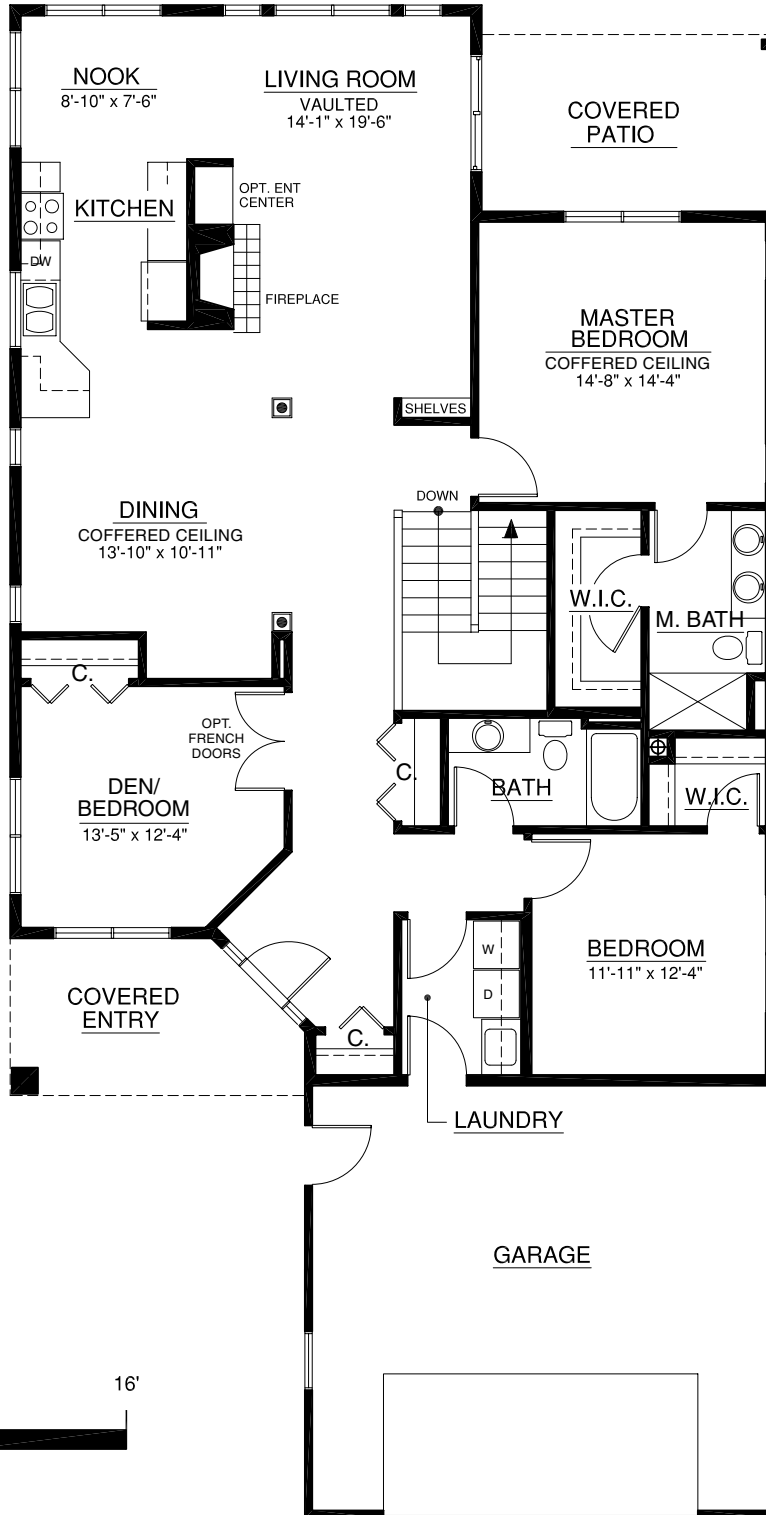 NOOK
8'-10" x 7'-6"
LIVING ROOM
VAULTED
14'-1" x 19'-6"
COVERED
PATIO
KITCHEN
OPT. ENT
CENTER
DW
FIREPLACE
MASTER
BEDROOM
COFFERED CEILING
14'-8" x 14'-4"
SHELVES
DOWN
DINING
COFFERED CEILING
13'-10" x 10'-11"
W.I.C.
M. BATH
C.
OPT.
FRENCH
DOORS
DEN/
BEDROOM
13'-5" x 12'-4"
C.
BATH
W.I.C.
W
D
BEDROOM
11'-11" x 12'-4"
COVERED
ENTRY
C.
LAUNDRY
GARAGE
16'